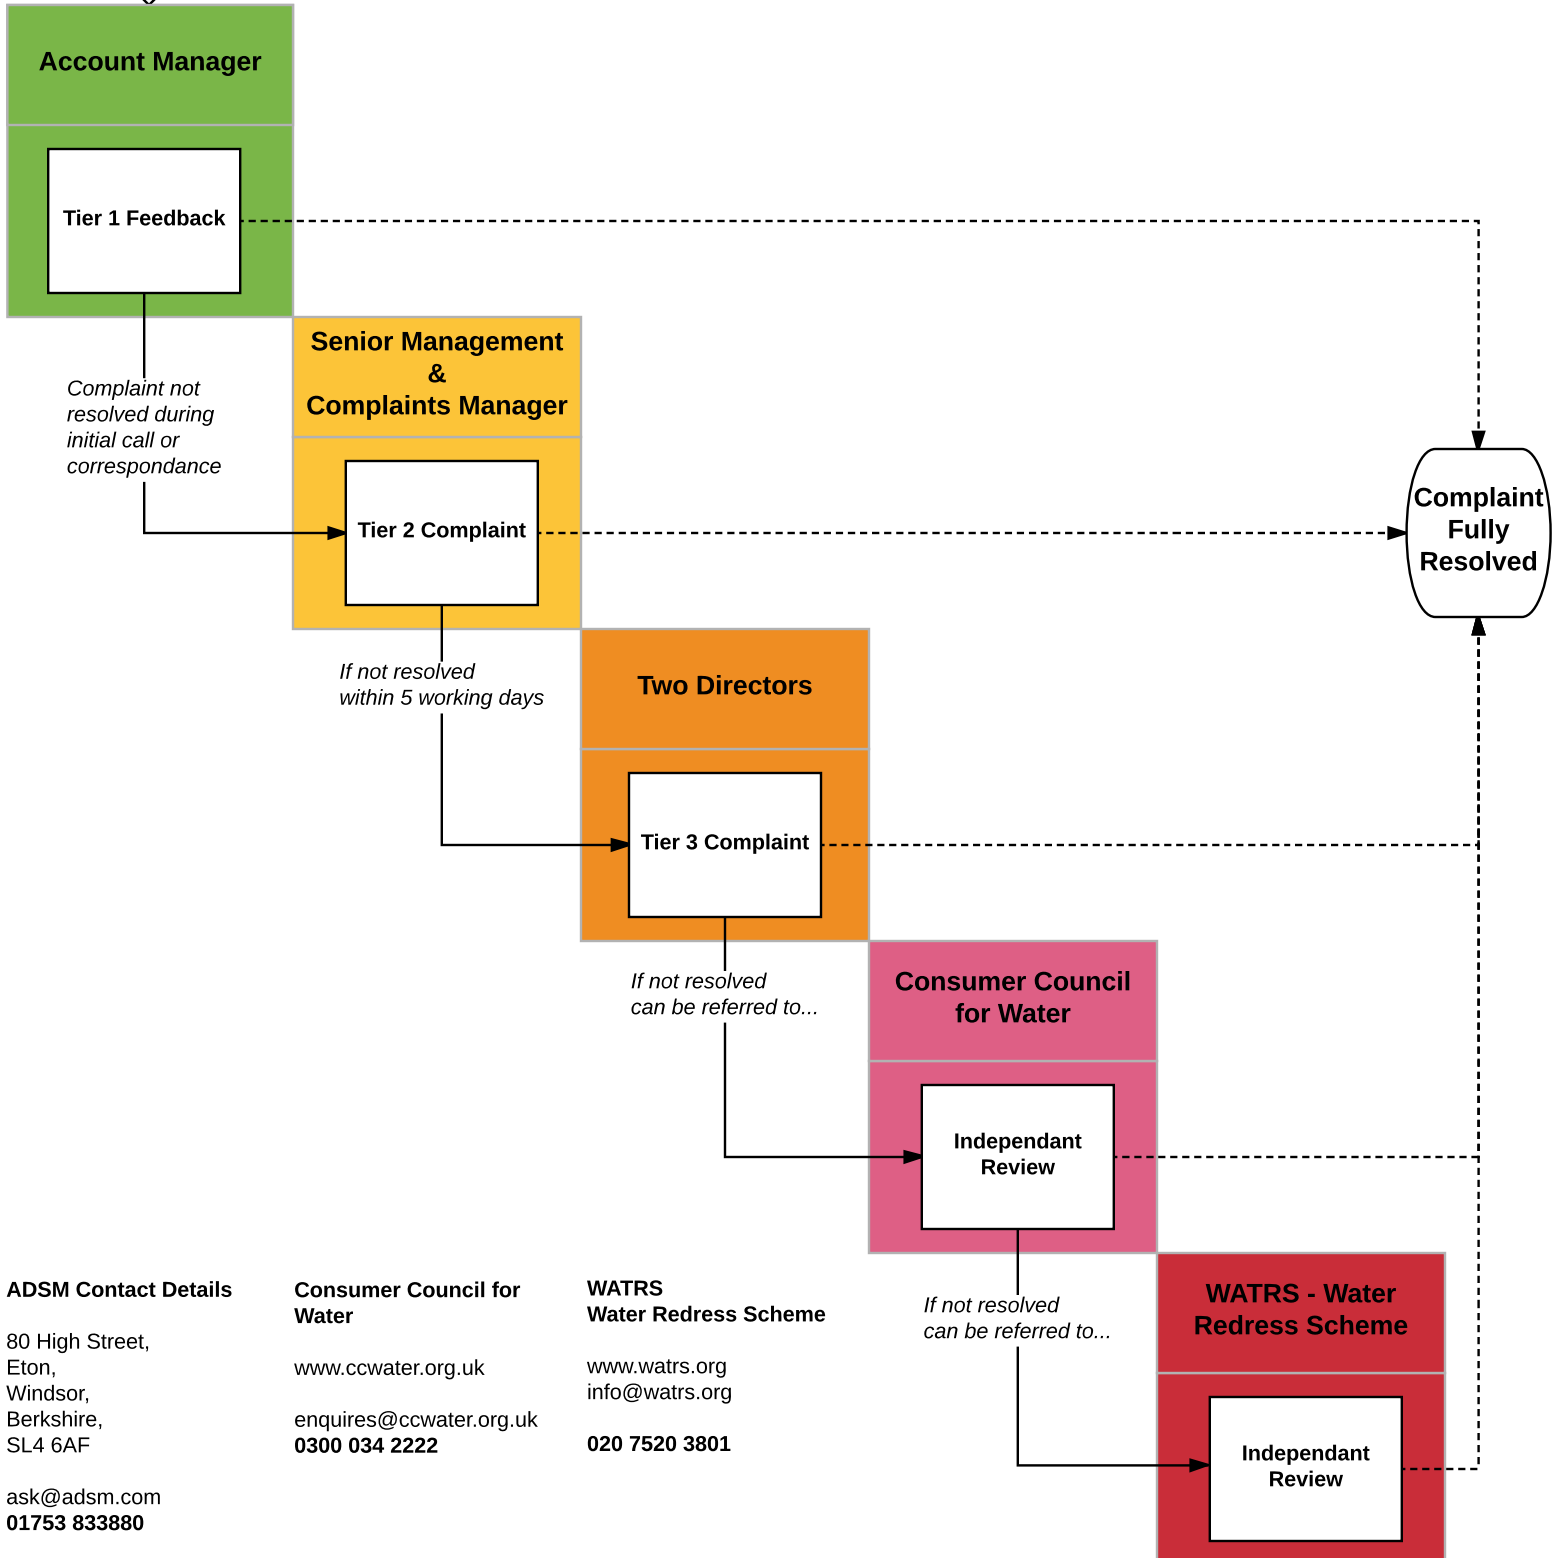 Account Manager
Tier 1 Feedback
Complaint not
resolved during
initial call or
correspondance
Senior Management
&
Complaints Manager
Tier 2 Complaint
Complaint
Fully
Resolved
If not resolved
within 5 working days
Two Directors
Tier 3 Complaint
If not resolved
can be referred to...
Consumer Council
for Water
Independant
Review
If not resolved
can be referred to...
WATRS - Water
Redress Scheme
Independant
Review
ADSM Contact Details
80 High Street,
Eton,
Windsor,
Berkshire,
SL4 6AF
ask@adsm.com
01753 833880
Consumer Council for
Water
www.ccwater.org.uk
enquires@ccwater.org.uk
0300 034 2222
WATRS
Water Redress Scheme
www.watrs.org
info@watrs.org
020 7520 3801